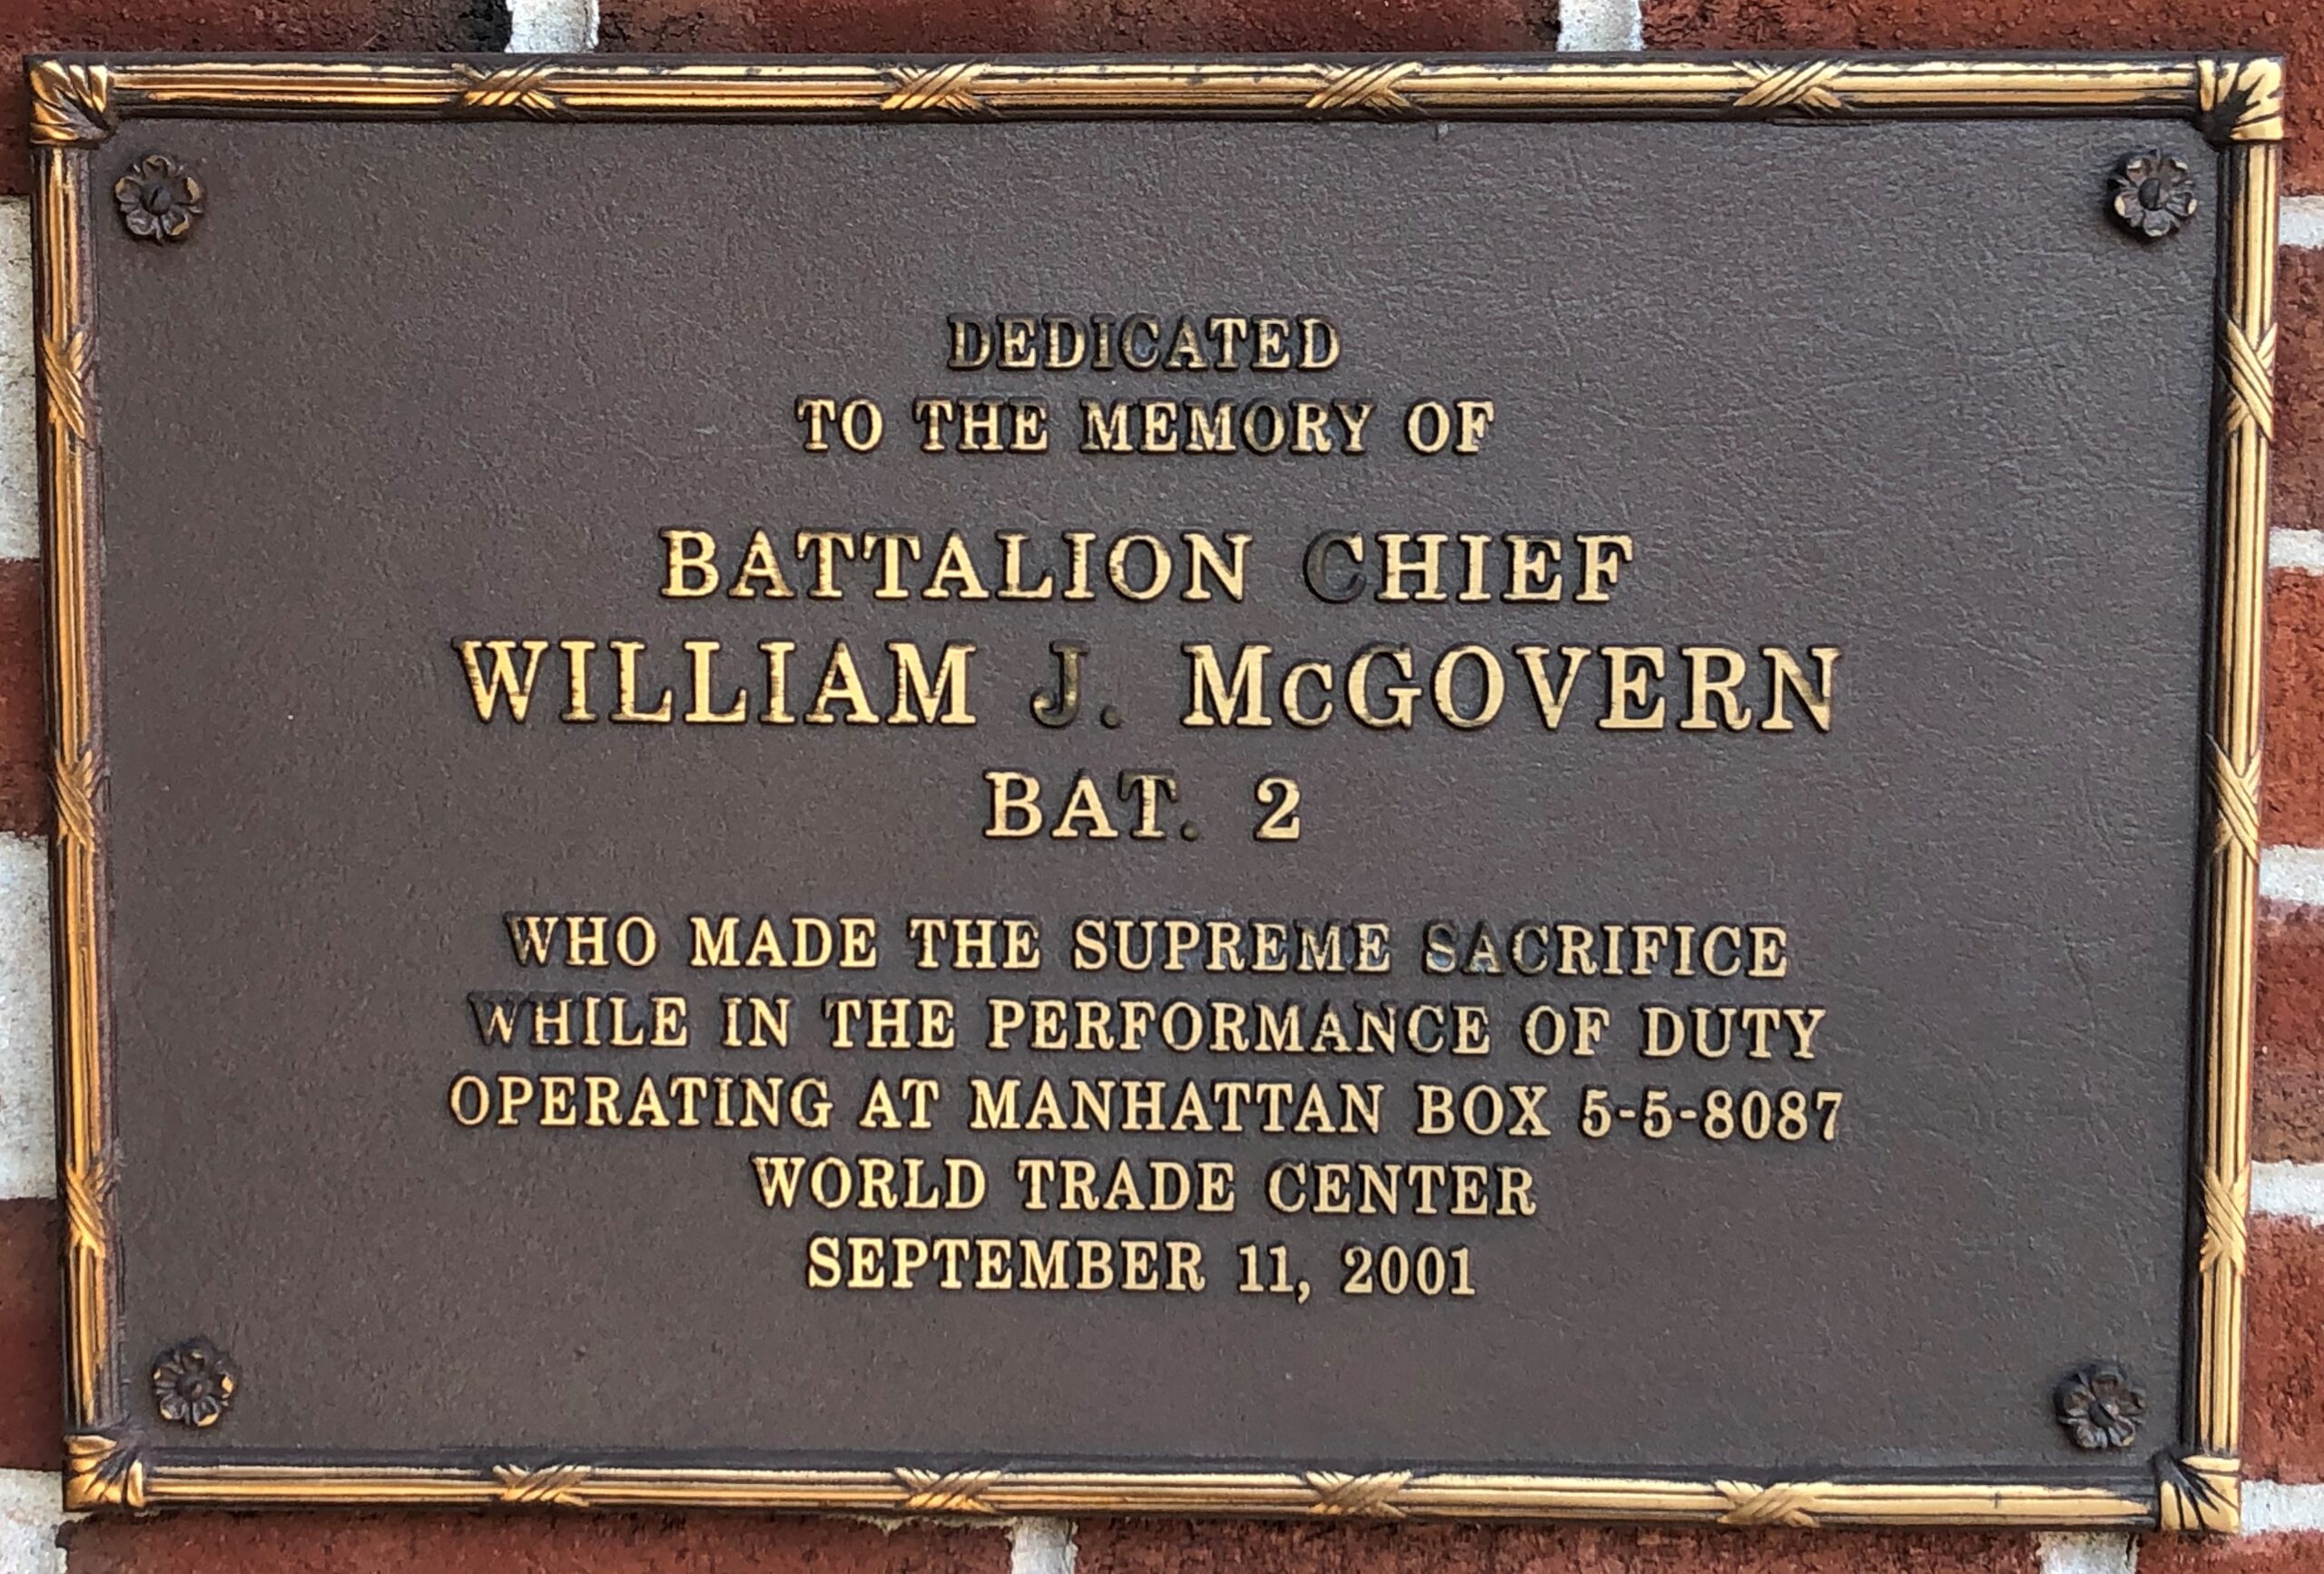 DEDICATED
TO THE MEMORY OF
BATTALION CHIEF
WILLIAM J. McGOVERN
BAT. 2
WHO MADE THE SUPREME SACRIFICE
WHILE IN THE PERFORMANCE OF DUTY
OPERATING AT MANHATTAN BOX 5-5-8087
WORLD TRADE CENTER
SEPTEMBER 11, 2001